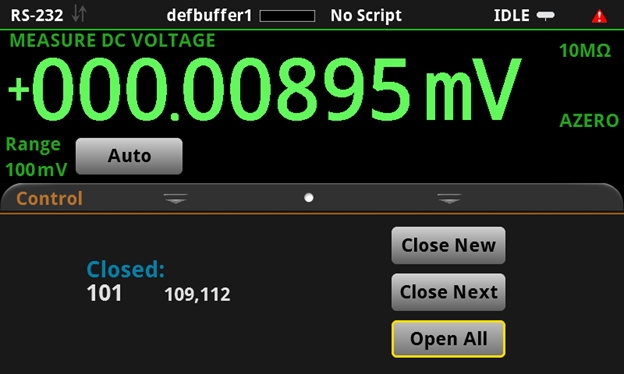 RS-232 defbuffer1 No Script IDLE
MEASURE DC VOLTAGE
10MΩ
+000.00895 mV
AZERO
Range
100mV Auto
Control
Close New
Closed:
101 109,112
Close Next
Open All